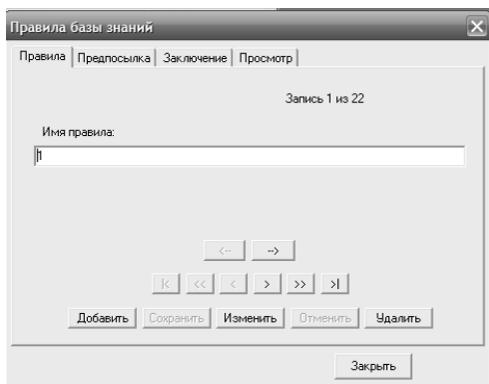 Правила базы знаний
Правила Предпосылка Заключение Просмотр
Запись 1 из 22
Имя правила:
1
<-- -->
|< << < > >> >|
Добавить Сохранить Изменить Отменить Удалить
Закрыть